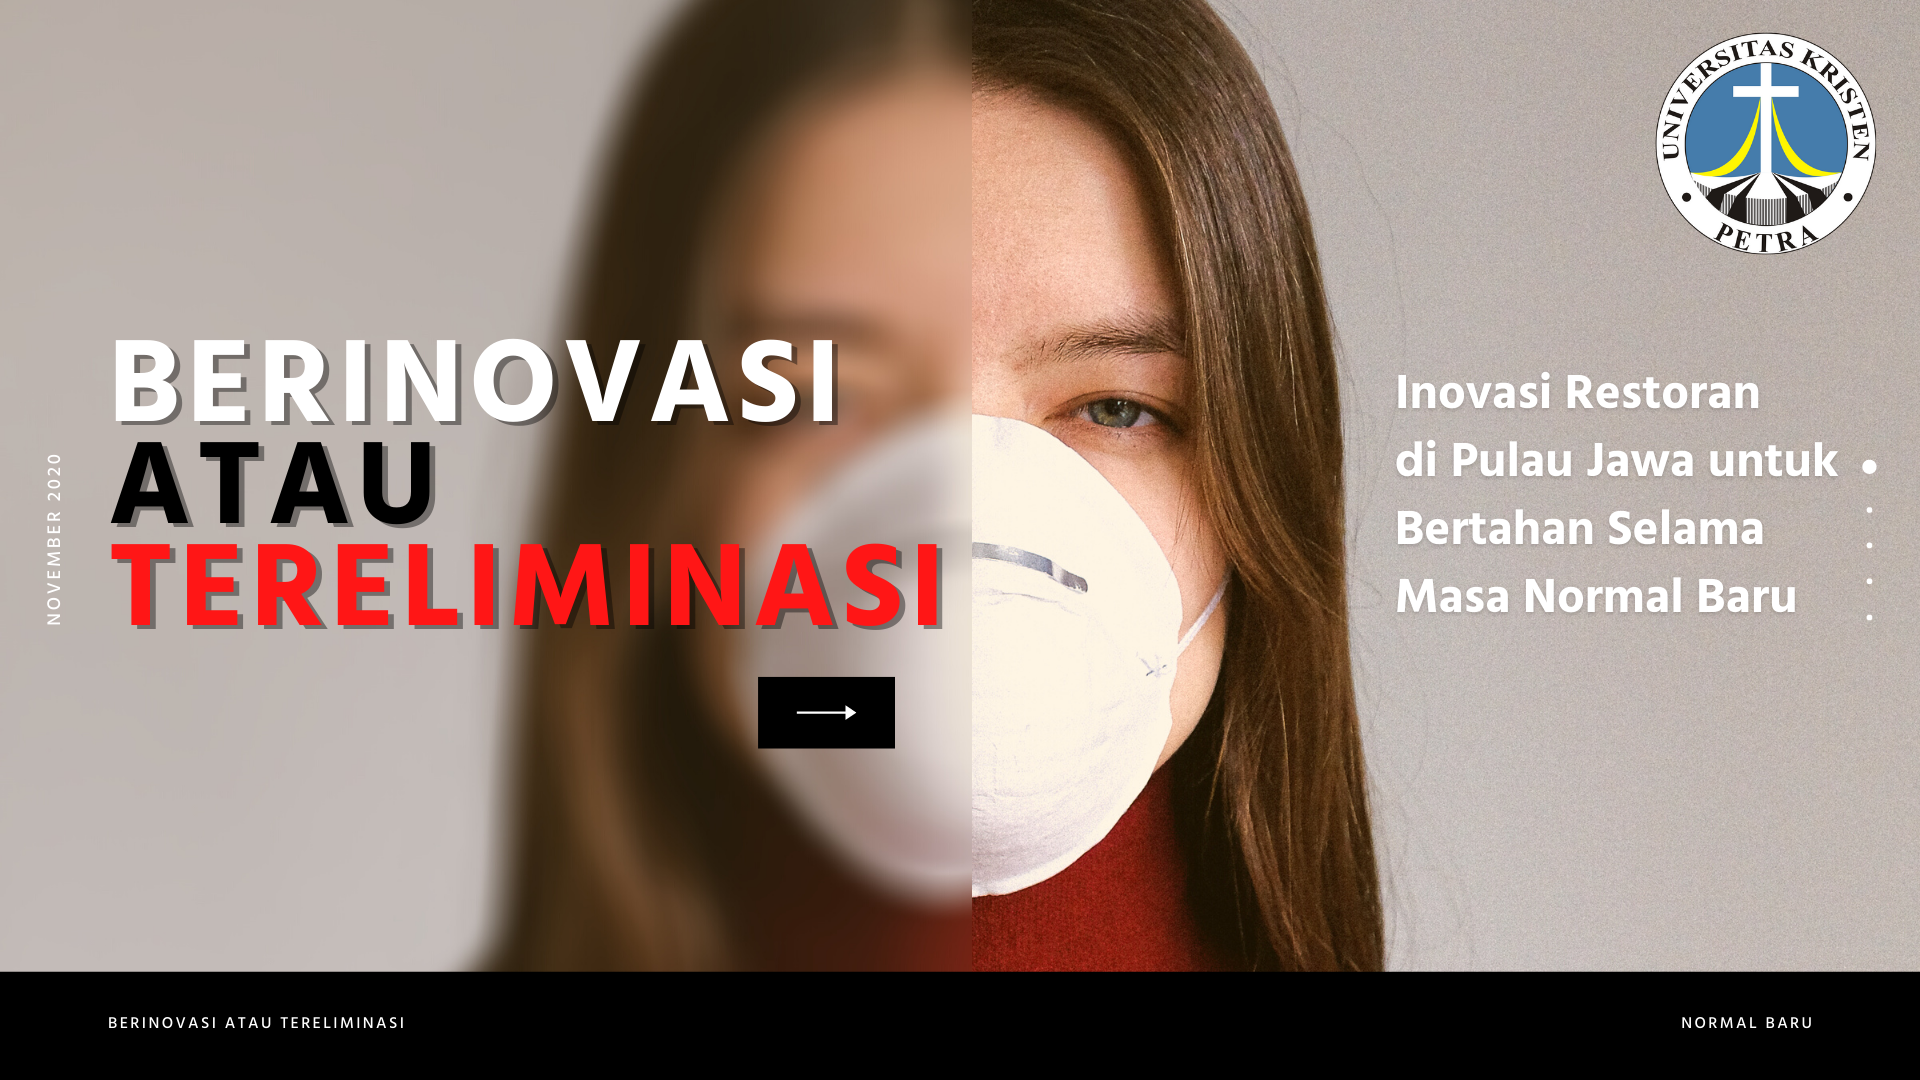 UNIVERSITAS KRISTEN
PETRA
BERINOVASI
ATAU
TERELIMINASI
NOVEMBER 2020
Inovasi Restoran
di Pulau Jawa untuk
Bertahan Selama
Masa Normal Baru
BERINOVASI ATAU TERELIMINASI
NORMAL BARU